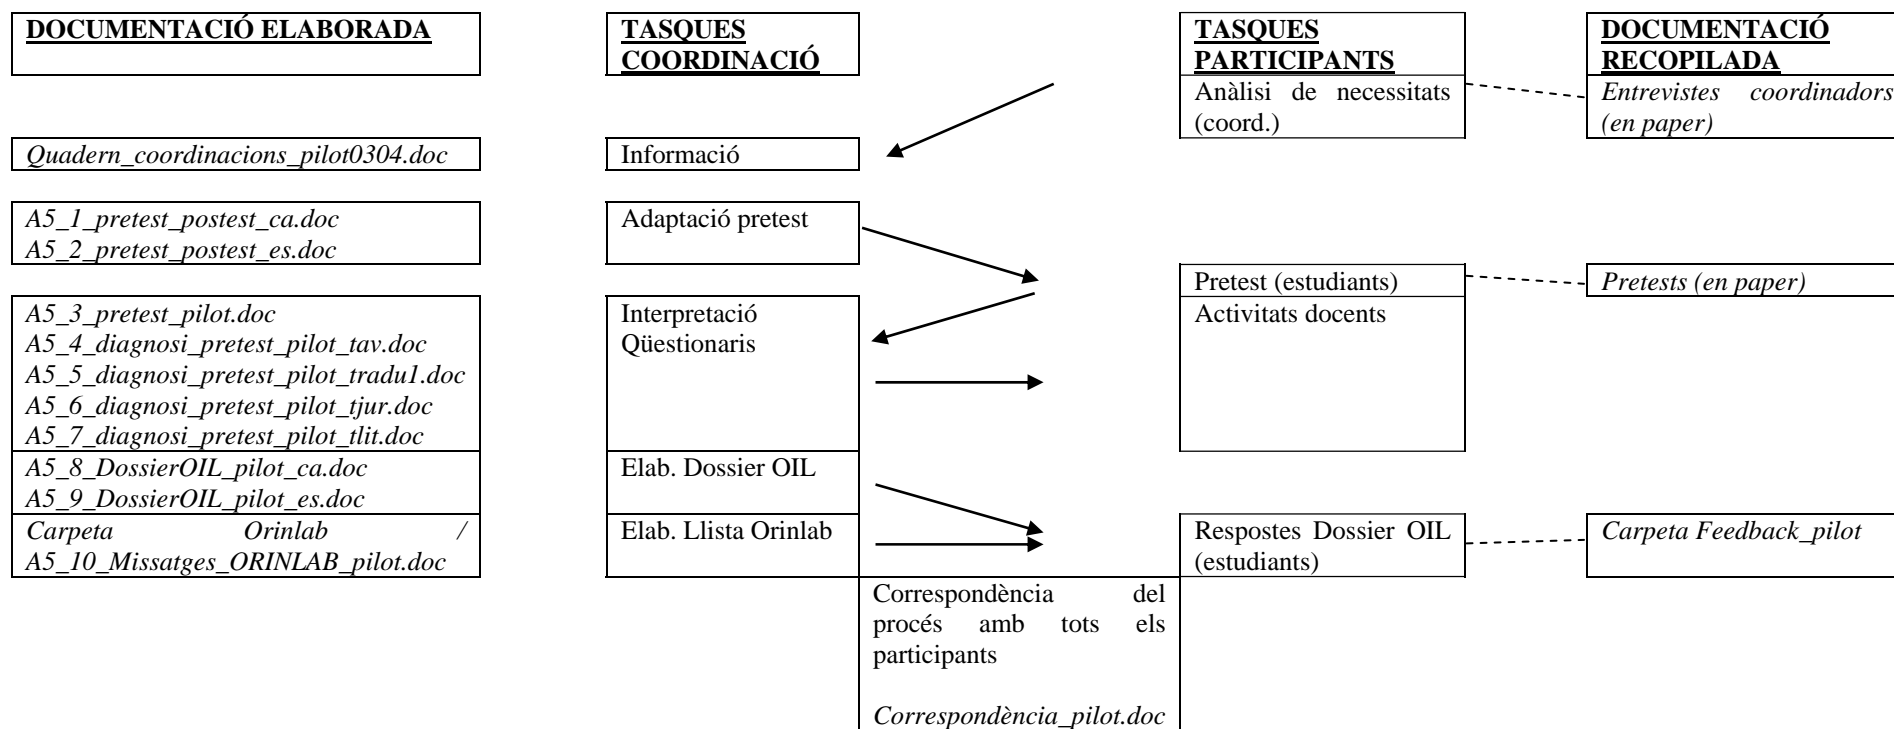 DOCUMENTACIÓ ELABORADA
TASQUES
COORDINACIÓ
TASQUES
PARTICIPANTS
DOCUMENTACIÓ
RECOPILADA
Anàlisi de necessitats
(coord.)
Entrevistes coordinadors
(en paper)
Quadern_coordinacions_pilot0304.doc
Informació
A5_1_pretest_postest_ca.doc
A5_2_pretest_postest_es.doc
Adaptació pretest
Pretest (estudiants)
Pretests (en paper)
A5_3_pretest_pilot.doc
A5_4_diagnosi_pretest_pilot_tav.doc
A5_5_diagnosi_pretest_pilot_tradu1.doc
A5_6_diagnosi_pretest_pilot_tjur.doc
A5_7_diagnosi_pretest_pilot_tlit.doc
Interpretació
Qüestionaris
Activitats docents
A5_8_DossierOIL_pilot_ca.doc
A5_9_DossierOIL_pilot_es.doc
Elab. Dossier OIL
Carpeta Orinlab /
A5_10_Missatges_ORINLAB_pilot.doc
Elab. Llista Orinlab
Respostes Dossier OIL
(estudiants)
Carpeta Feedback_pilot
Correspondència del
procés amb tots els
participants
Correspondència_pilot.doc